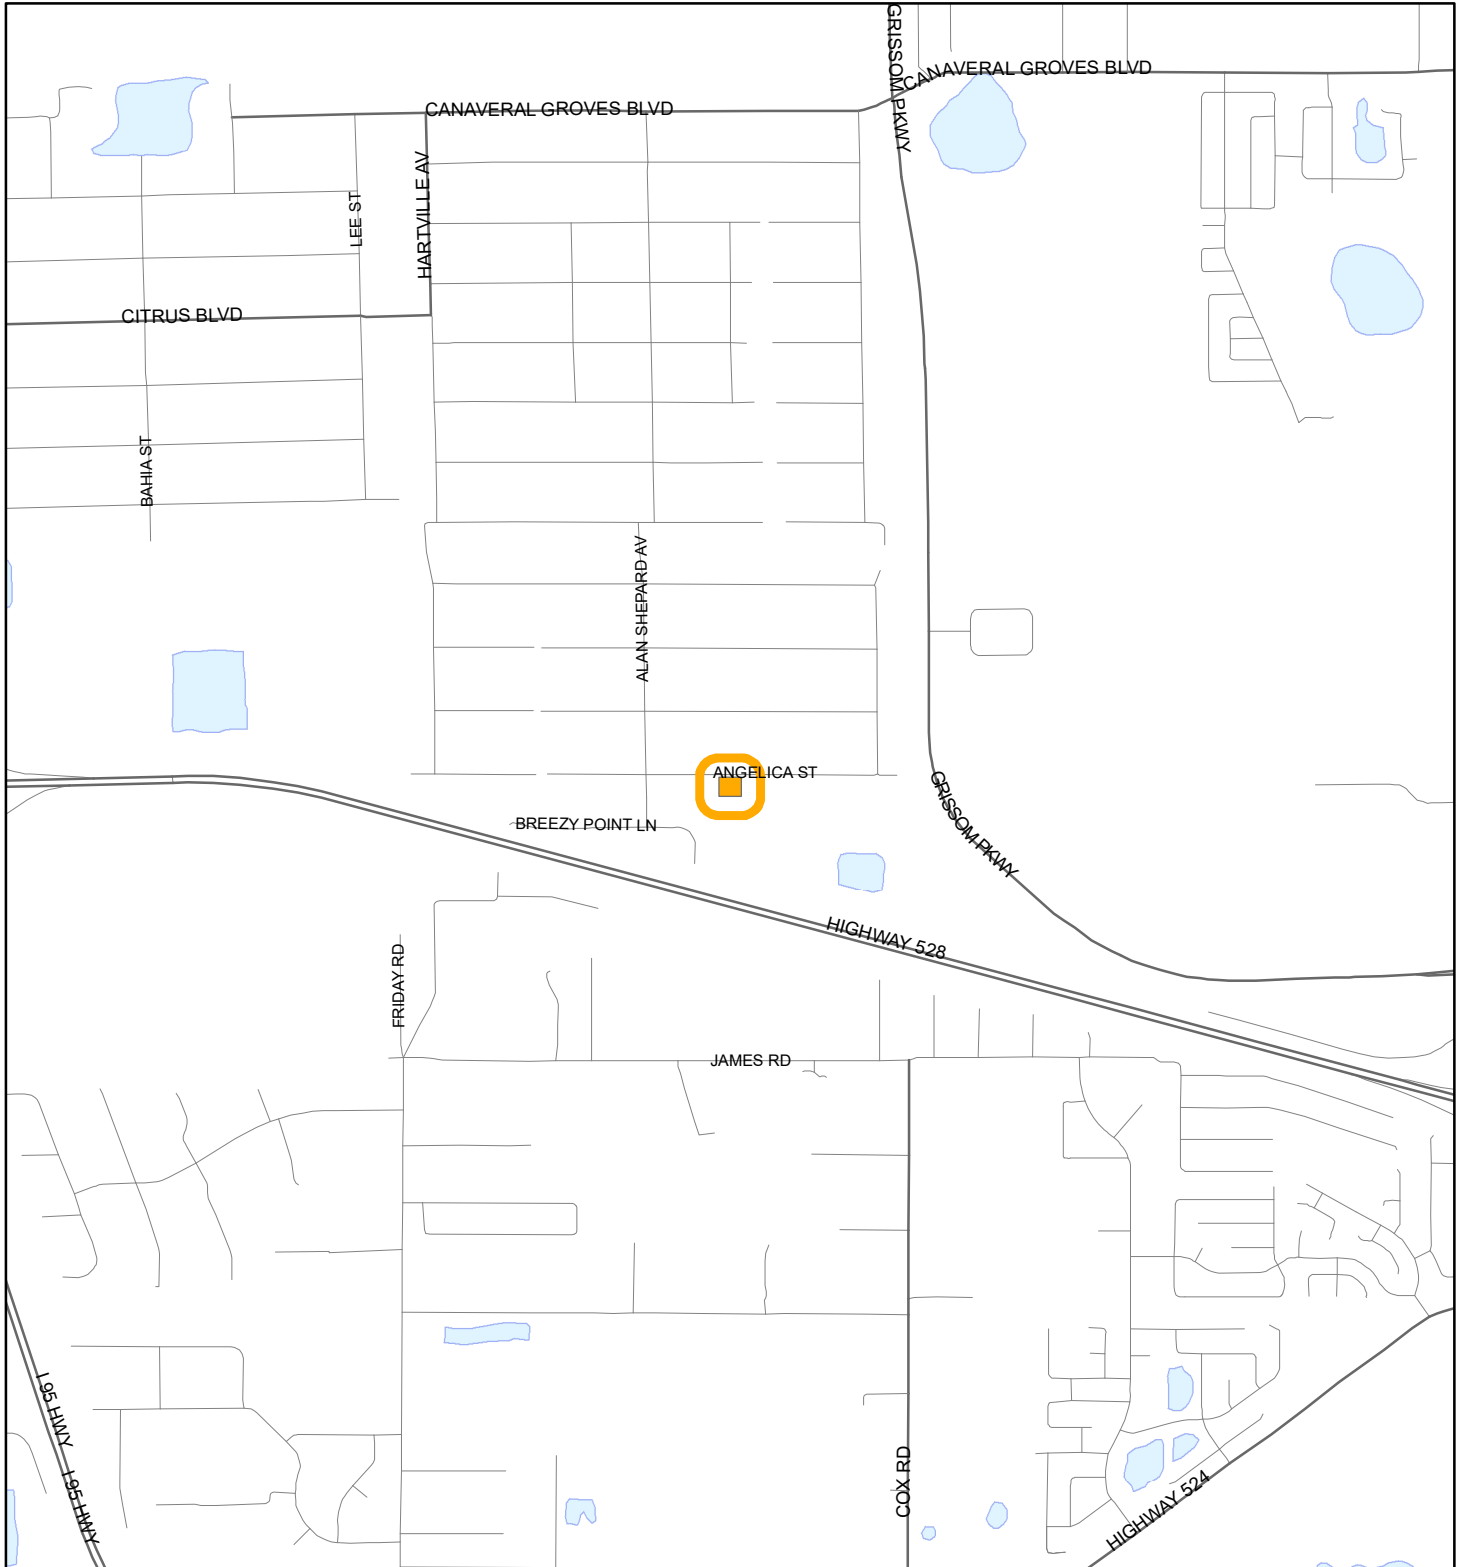 GRISSOM PKWY
CANAVERAL GROVES BLVD
CANAVERAL GROVES BLVD
HARTVILLE AV
LEE ST
CITRUS BLVD
BAHIA ST
ALAN SHEPARD AV
ANGELICA ST
GRISSOM PKWY
BREEZY POINT LN
HIGHWAY 528
FRIDAY RD
JAMES RD
I 95 HWY
I 95 HWY
COX RD
HIGHWAY 524